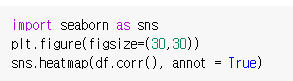 import seaborn as sns
plt.figure(figsize=(30,30))
sns.heatmap(df.corr(), annot = True)